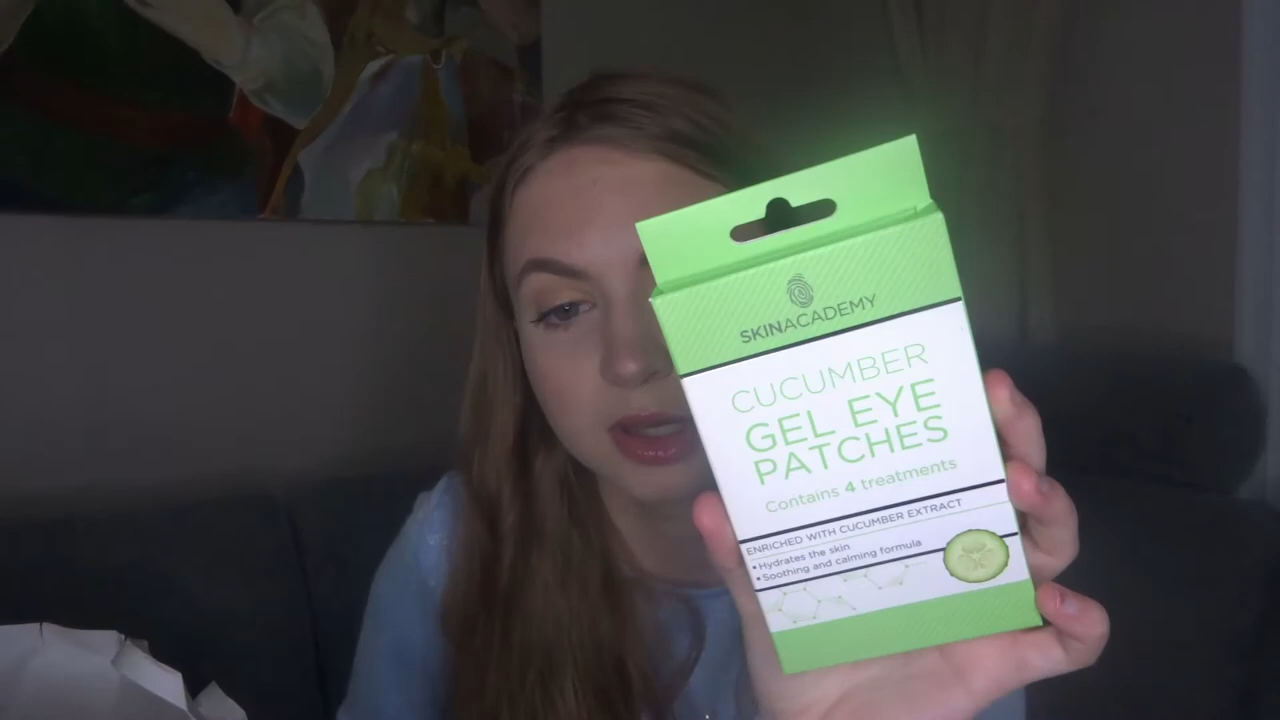 SKINACADEMY
CUCUMBER
GEL EYE
PATCHES
Contains 4 treatments
ENRICHED WITH CUCUMBER EXTRACT
▪ Hydrates the skin
▪ Soothing and calming formula